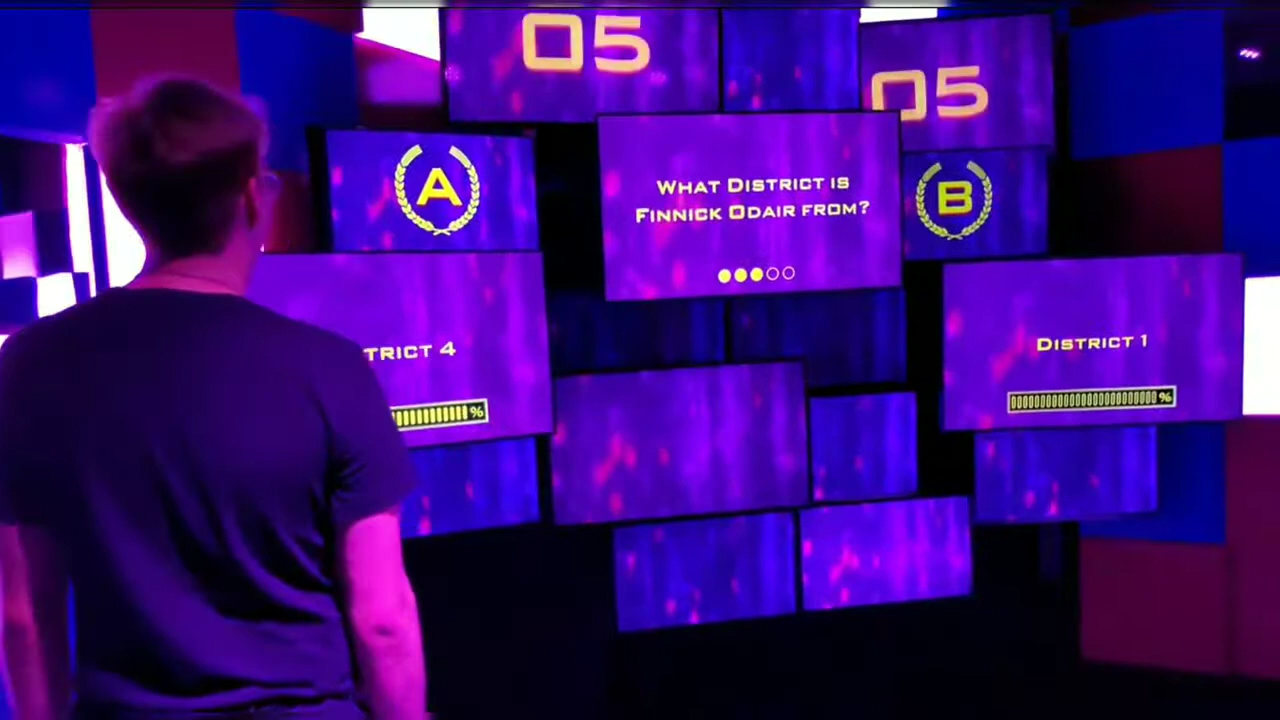 05
05
A
WHAT DISTRICT IS
FINNICK ODAIR FROM?
B
TRICT 4
%
DISTRICT 1
%